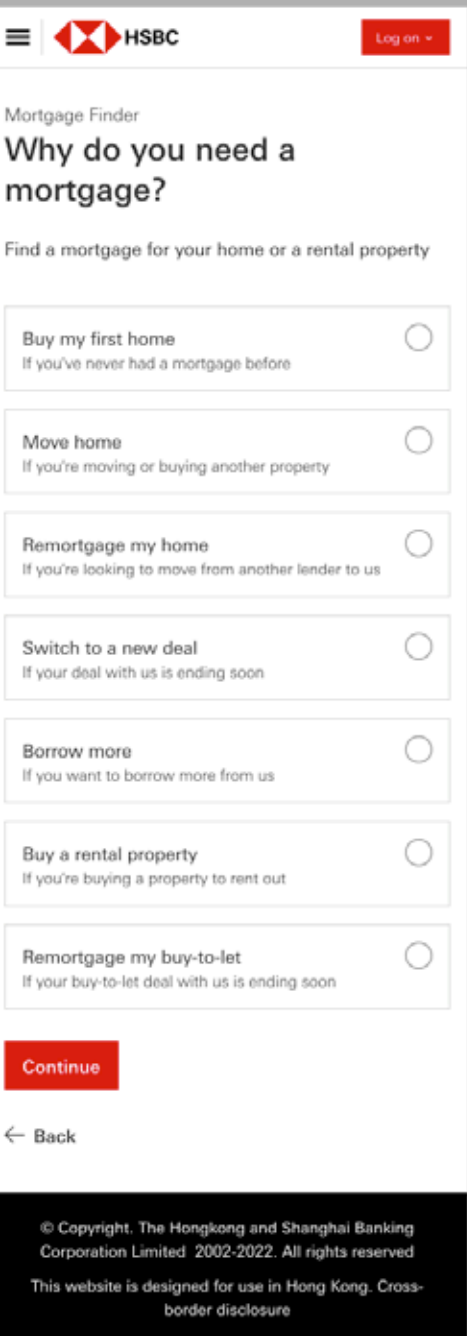 HSBC
Log on
Mortgage Finder
Why do you need a
mortgage?
Find a mortgage for your home or a rental property
Buy my first home
If you've never had a mortgage before
Move home
If you're moving or buying another property
Remortgage my home
If you're looking to move from another lender to us
Switch to a new deal
If your deal with us is ending soon
Borrow more
If you want to borrow more from us
Buy a rental property
If you're buying a property to rent out
Remortgage my buy-to-let
If your buy-to-let deal with us is ending soon
Continue
← Back
© Copyright. The Hongkong and Shanghai Banking
Corporation Limited 2002-2022. All rights reserved
This website is designed for use in Hong Kong. Cross-
border disclosure